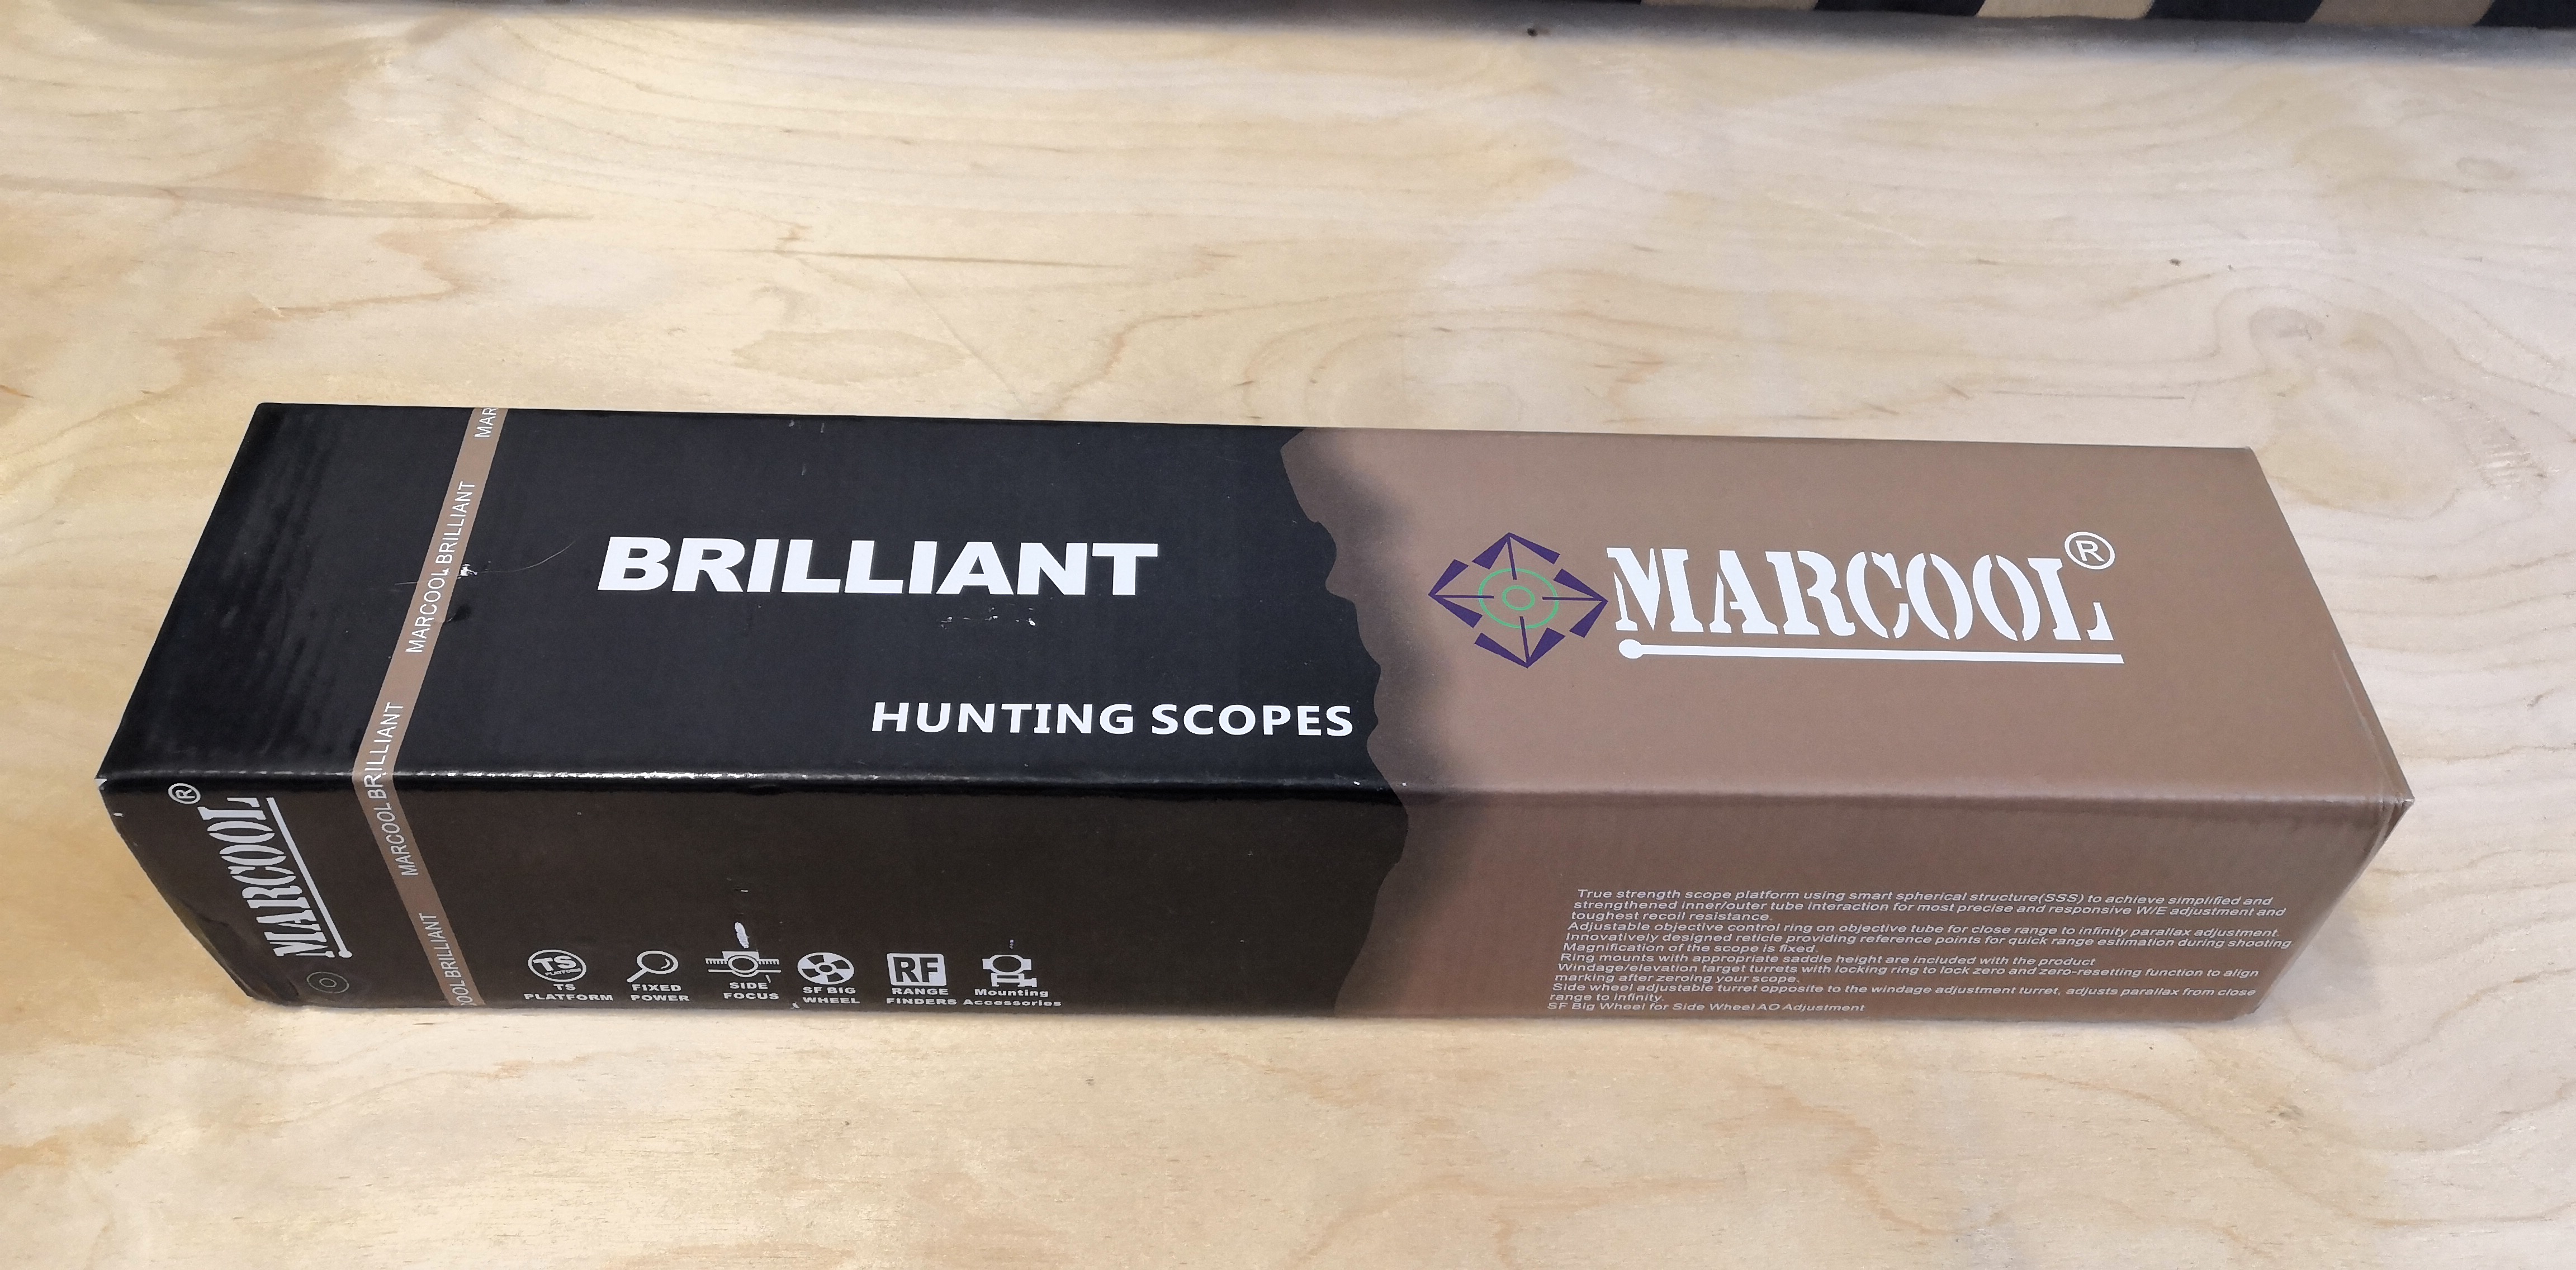 MAR
MARCOOL BRILLIANT
MARCOOL BRILLIANT
OOL BRILLIANT
BRILLIANT
HUNTING SCOPES
MARCOOL®
MARCOOL®
TS
PLATFORM
TS
PLATFORM
FIXED
POWER
SIDE
FOCUS
SF BIG
WHEEL
RF
RANGE
FINDERS
Mounting
Accessories
True strength scope platform using smart spherical structure(SSS) to achieve simplified and
strengthened inner/outer tube interaction for most precise and responsive W/E adjustment and
toughest recoil resistance.
Adjustable objective control ring on objective tube for close range to infinity parallax adjustment.
Innovatively designed reticle providing reference points for quick range estimation during shooting
Magnification of the scope is fixed.
Ring mounts with appropriate saddle height are included with the product
Windage/elevation target turrets with locking ring to lock zero and zero-resetting function to align
marking after zeroing your scope.
Side wheel adjustable turret opposite to the windage adjustment turret, adjusts parallax from close
range to infinity.
SF Big Wheel for Side Wheel AO Adjustment